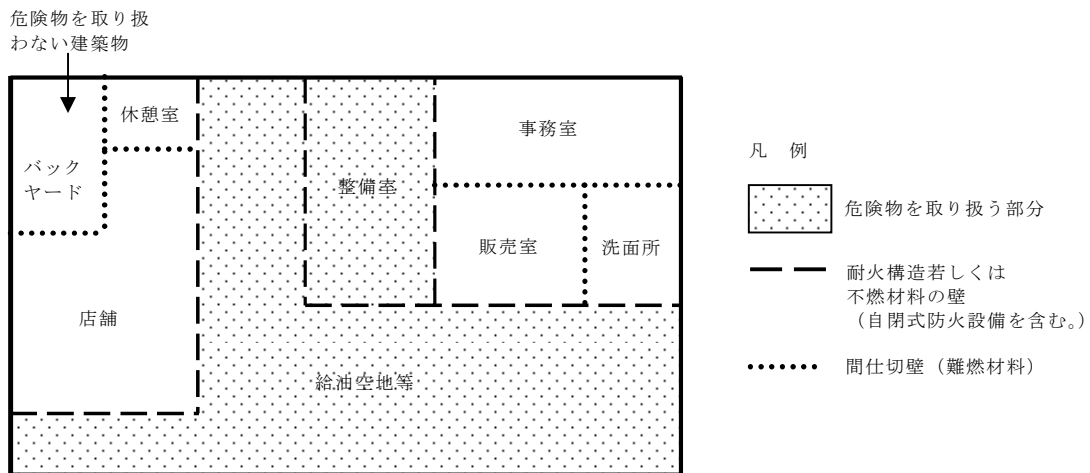 危険物を取り扱
わない建築物
休憩室
事務室
バック
ヤード
整備室
販売室
洗面所
店舗
給油空地等
凡　例
危険物を取り扱う部分
耐火構造若しくは
不燃材料の壁
（自閉式防火設備を含む。）
間仕切壁（難燃材料）